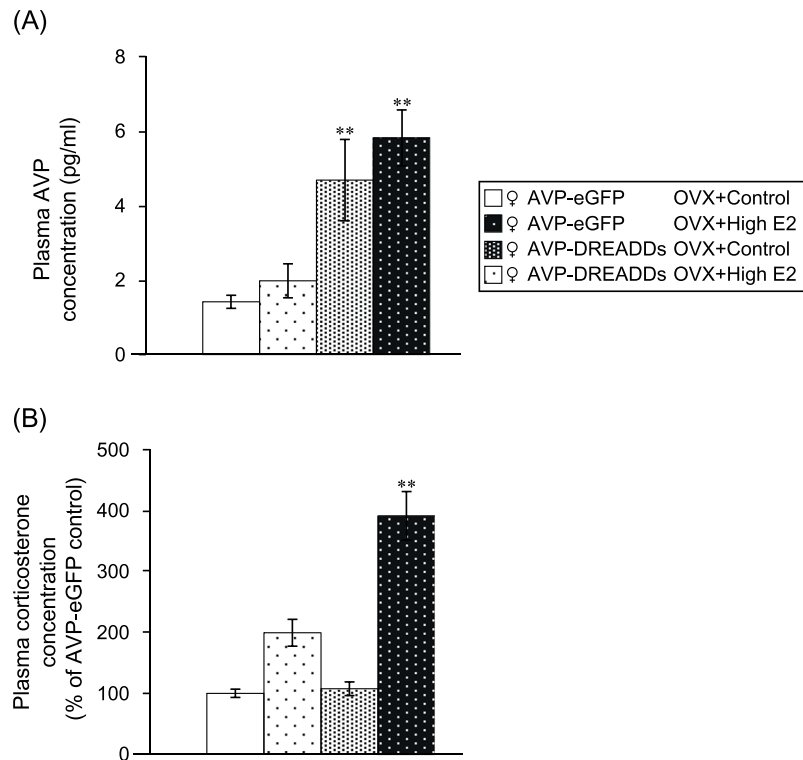 (A)
8
6
4
2
0
Plasma AVP
concentration (pg/ml)
**
**
♀ AVP-eGFP OVX+Control
♀ AVP-eGFP OVX+High E2
♀ AVP-DREADDs OVX+Control
♀ AVP-DREADDs OVX+High E2
(B)
500
400
300
200
100
0
Plasma corticosterone
concentration
(% of AVP-eGFP control)
**